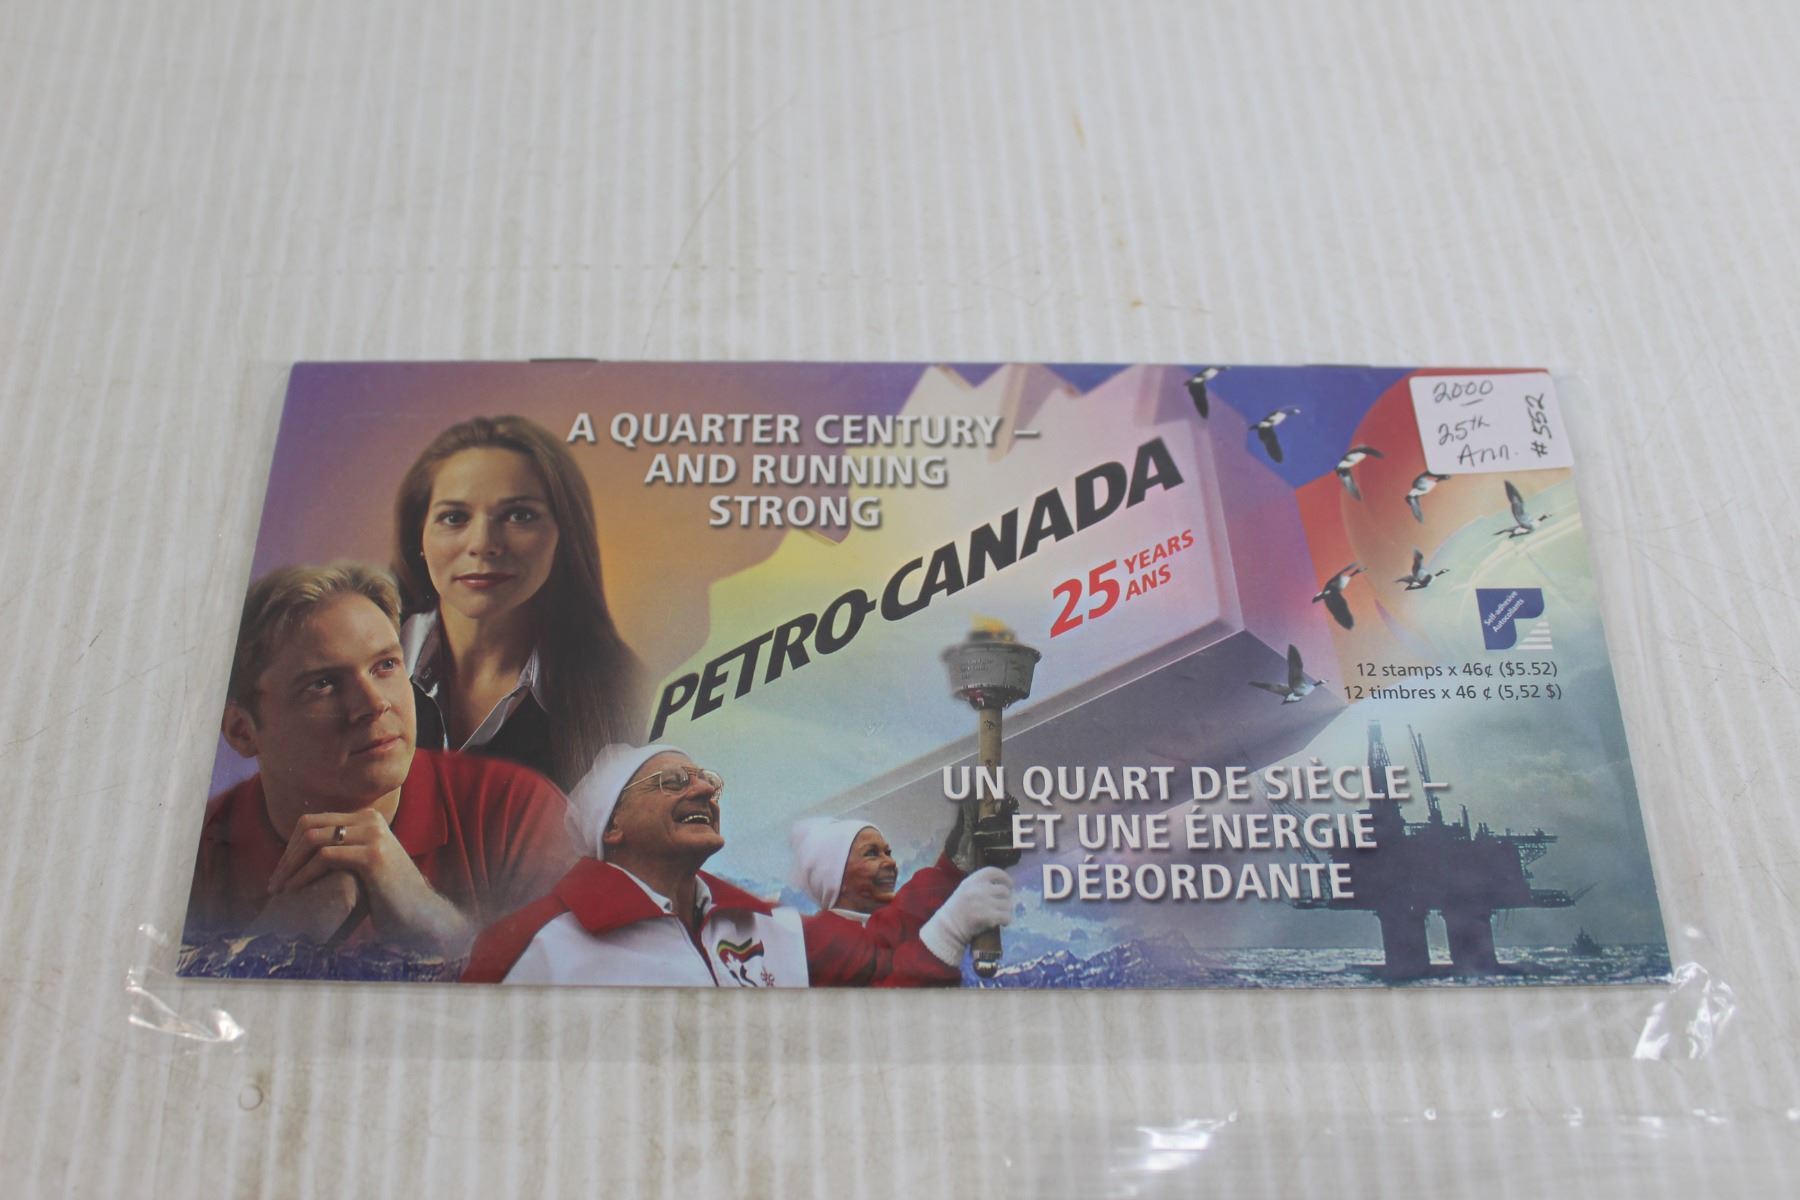 A QUARTER CENTURY –
AND RUNNING
STRONG
PETRO-CANADA
25 YEARS
ANS
2000
25th
Ann.
#552
Self-adhesive
Autocollants
12 stamps x 46¢ ($5.52)
12 timbres x 46 ¢ (5,52 $)
UN QUART DE SIÈCLE –
ET UNE ÉNERGIE
DÉBORDANTE